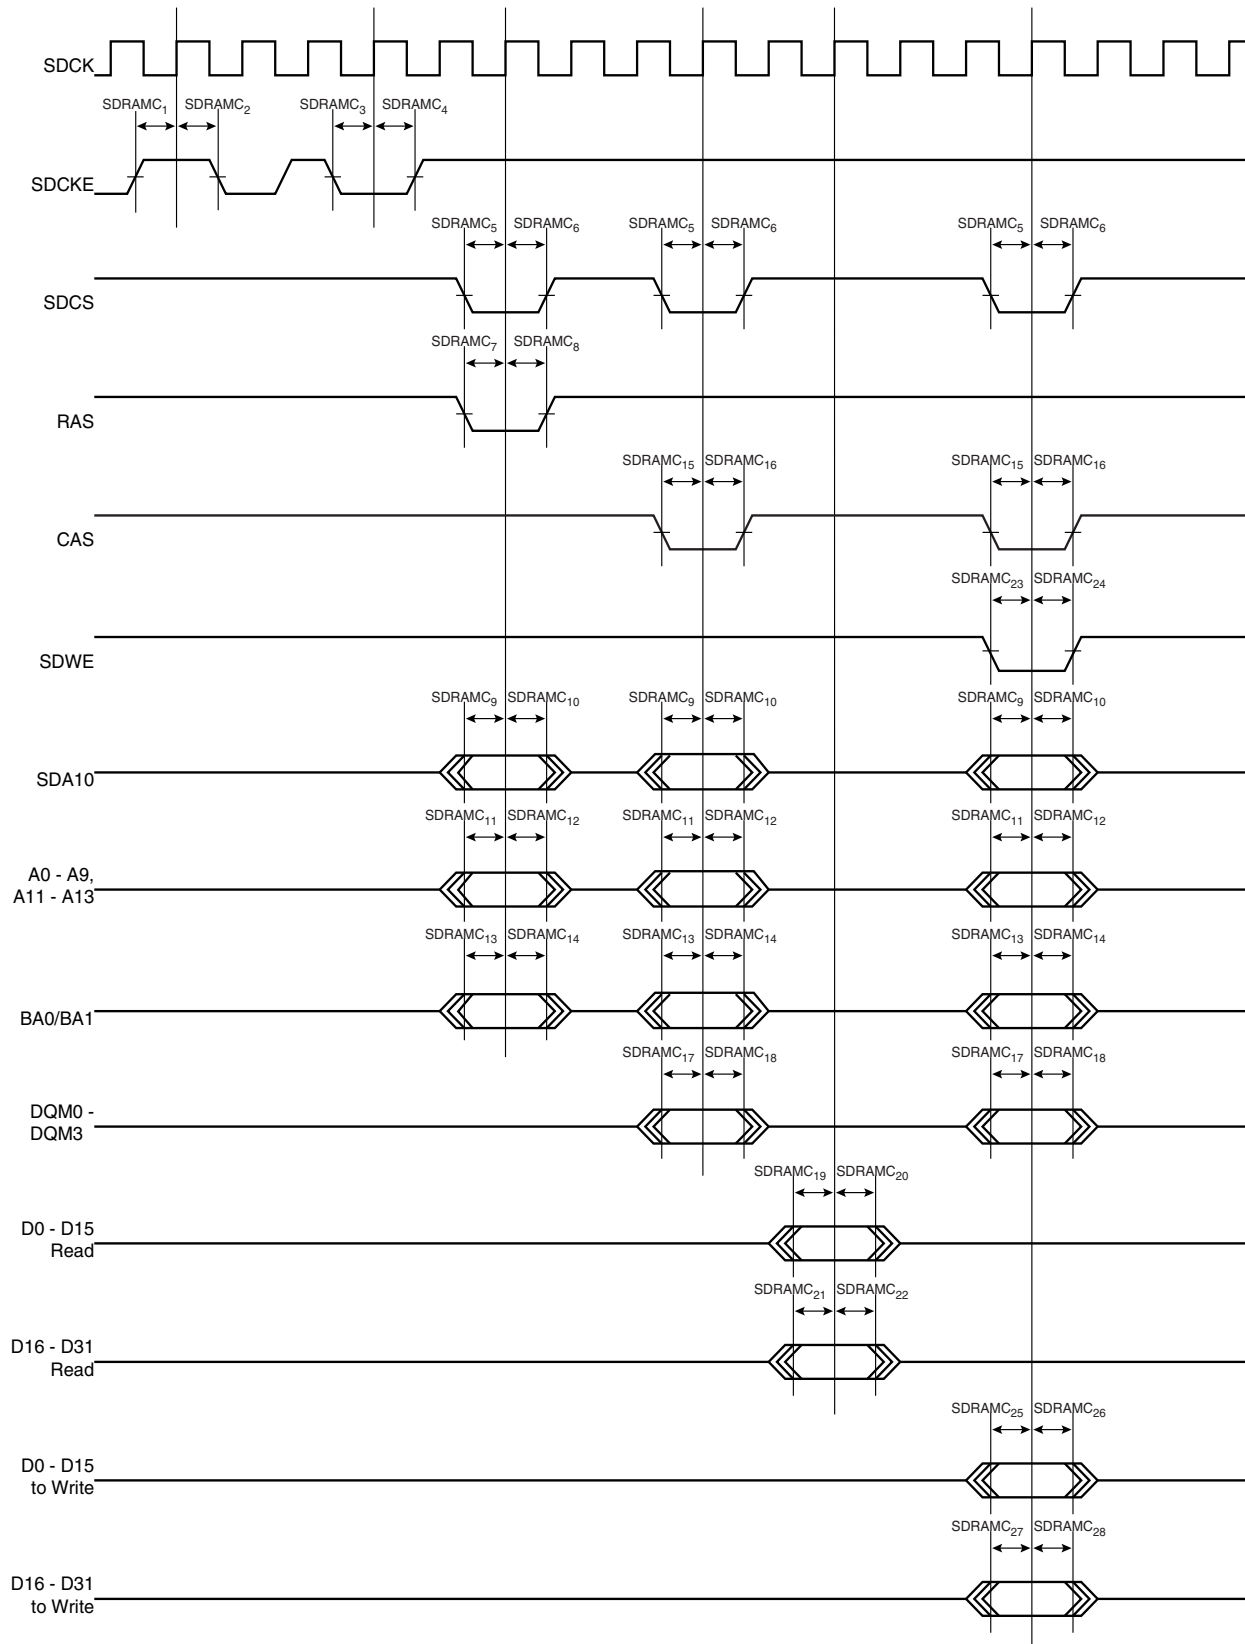 SDCK
SDRAMC1 SDRAMC2 SDRAMC3 SDRAMC4
SDCKE
SDRAMC5 SDRAMC6 SDRAMC5 SDRAMC6 SDRAMC5 SDRAMC6
SDCS
SDRAMC7 SDRAMC8
RAS
SDRAMC15 SDRAMC16 SDRAMC15 SDRAMC16
CAS
SDRAMC23 SDRAMC24
SDWE
SDRAMC9 SDRAMC10 SDRAMC9 SDRAMC10 SDRAMC9 SDRAMC10
SDA10
SDRAMC11 SDRAMC12 SDRAMC11 SDRAMC12 SDRAMC11 SDRAMC12
A0 - A9,
A11 - A13
SDRAMC13 SDRAMC14 SDRAMC13 SDRAMC14 SDRAMC13 SDRAMC14
BA0/BA1
SDRAMC17 SDRAMC18 SDRAMC17 SDRAMC18
DQM0 -
DQM3
SDRAMC19 SDRAMC20
D0 - D15
Read
SDRAMC21 SDRAMC22
D16 - D31
Read
SDRAMC25 SDRAMC26
D0 - D15
to Write
SDRAMC27 SDRAMC28
D16 - D31
to Write